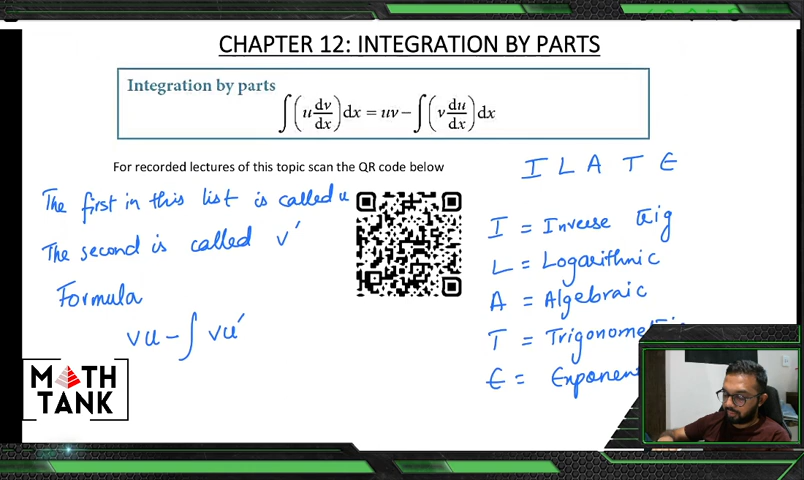 CHAPTER 12: INTEGRATION BY PARTS
Integration by parts
∫(u dv/dx)dx = uv − ∫(v du/dx)dx
For recorded lectures of this topic scan the QR code below
I L A T E
The first in this list is called u
The second is called v'
Formula
vu − ∫ vu'
I = Inverse trig
L = Logarithmic
A = Algebraic
T =
E =
MATH
TANK